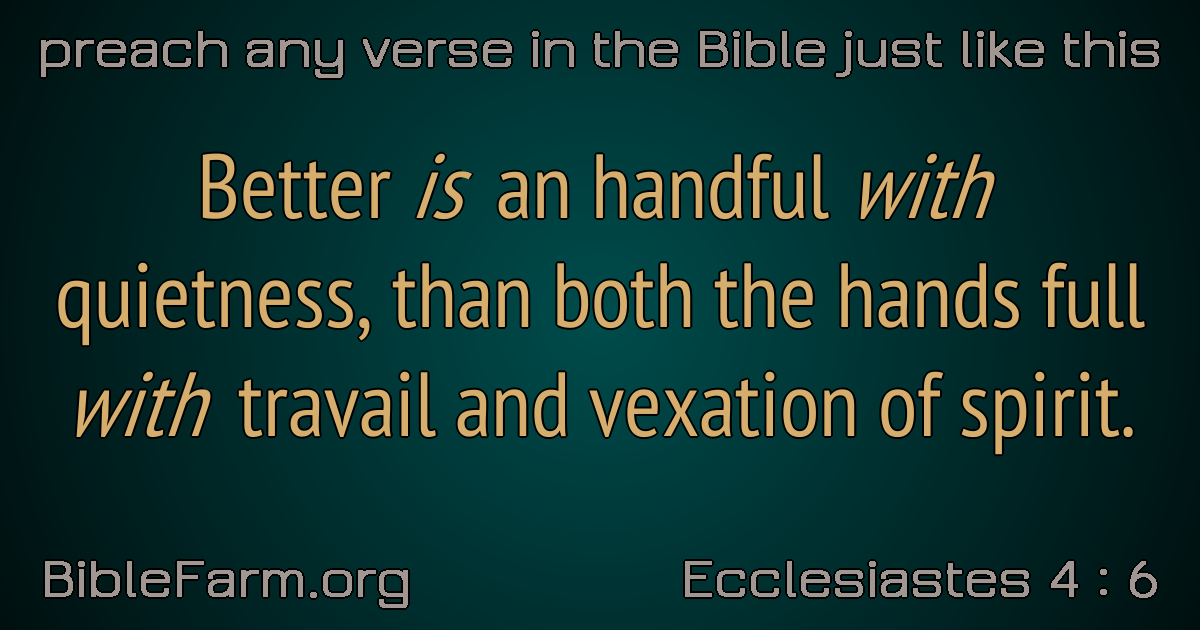 preach any verse in the Bible just like this
Better is an handful with
quietness, than both the hands full
with travail and vexation of spirit.
BibleFarm.org
Ecclesiastes 4 : 6